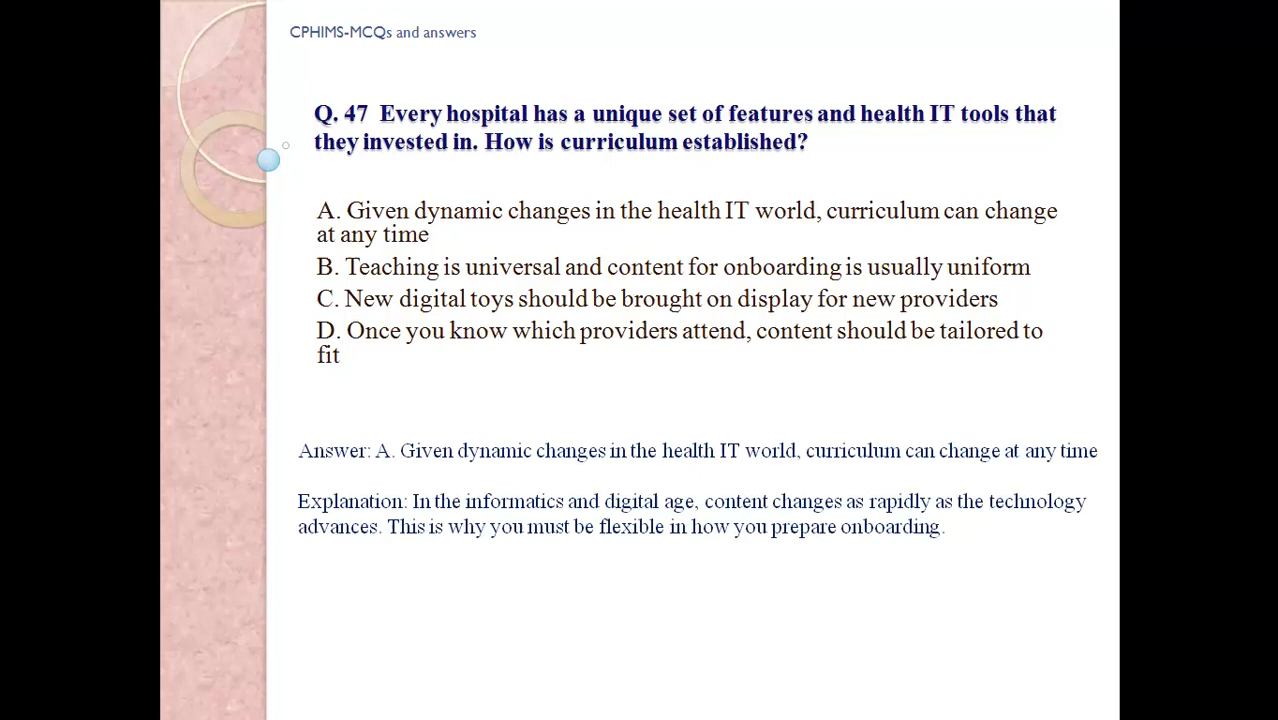 CPHIMS-MCQs and answers
Q. 47 Every hospital has a unique set of features and health IT tools that
they invested in. How is curriculum established?
A. Given dynamic changes in the health IT world, curriculum can change
at any time
B. Teaching is universal and content for onboarding is usually uniform
C. New digital toys should be brought on display for new providers
D. Once you know which providers attend, content should be tailored to
fit
Answer: A. Given dynamic changes in the health IT world, curriculum can change at any time
Explanation: In the informatics and digital age, content changes as rapidly as the technology
advances. This is why you must be flexible in how you prepare onboarding.